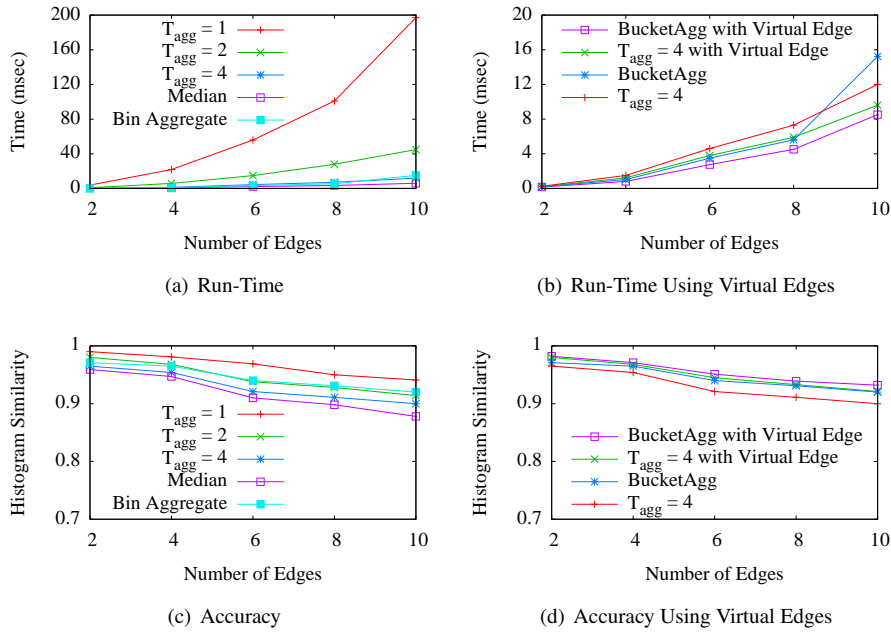 200
160
120
80
40
0
2
4
6
8
10
Time (msec)
Number of Edges
T_agg = 1
T_agg = 2
T_agg = 4
Median
Bin Aggregate
(a) Run-Time
20
16
12
8
4
0
2
4
6
8
10
Time (msec)
Number of Edges
BucketAgg with Virtual Edge
T_agg = 4 with Virtual Edge
BucketAgg
T_agg = 4
(b) Run-Time Using Virtual Edges
1
0.9
0.8
0.7
2
4
6
8
10
Histogram Similarity
Number of Edges
T_agg = 1
T_agg = 2
T_agg = 4
Median
Bin Aggregate
(c) Accuracy
1
0.9
0.8
0.7
2
4
6
8
10
Histogram Similarity
Number of Edges
BucketAgg with Virtual Edge
T_agg = 4 with Virtual Edge
BucketAgg
T_agg = 4
(d) Accuracy Using Virtual Edges